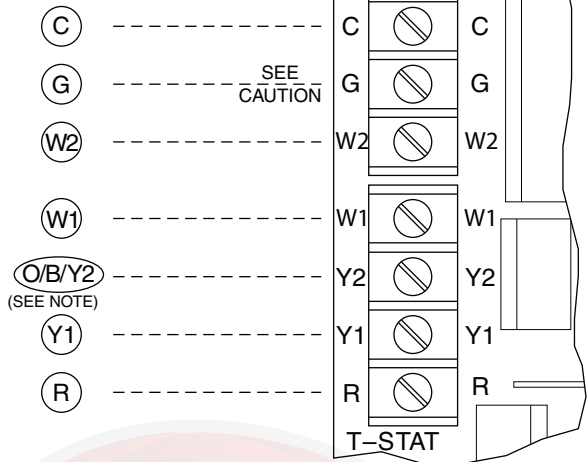 C C C
G SEE CAUTION G G
W2 W2 W2
W1 W1 W1
O/B/Y2 Y2 Y2
(SEE NOTE)
Y1 Y1 Y1
R R R
T–STAT